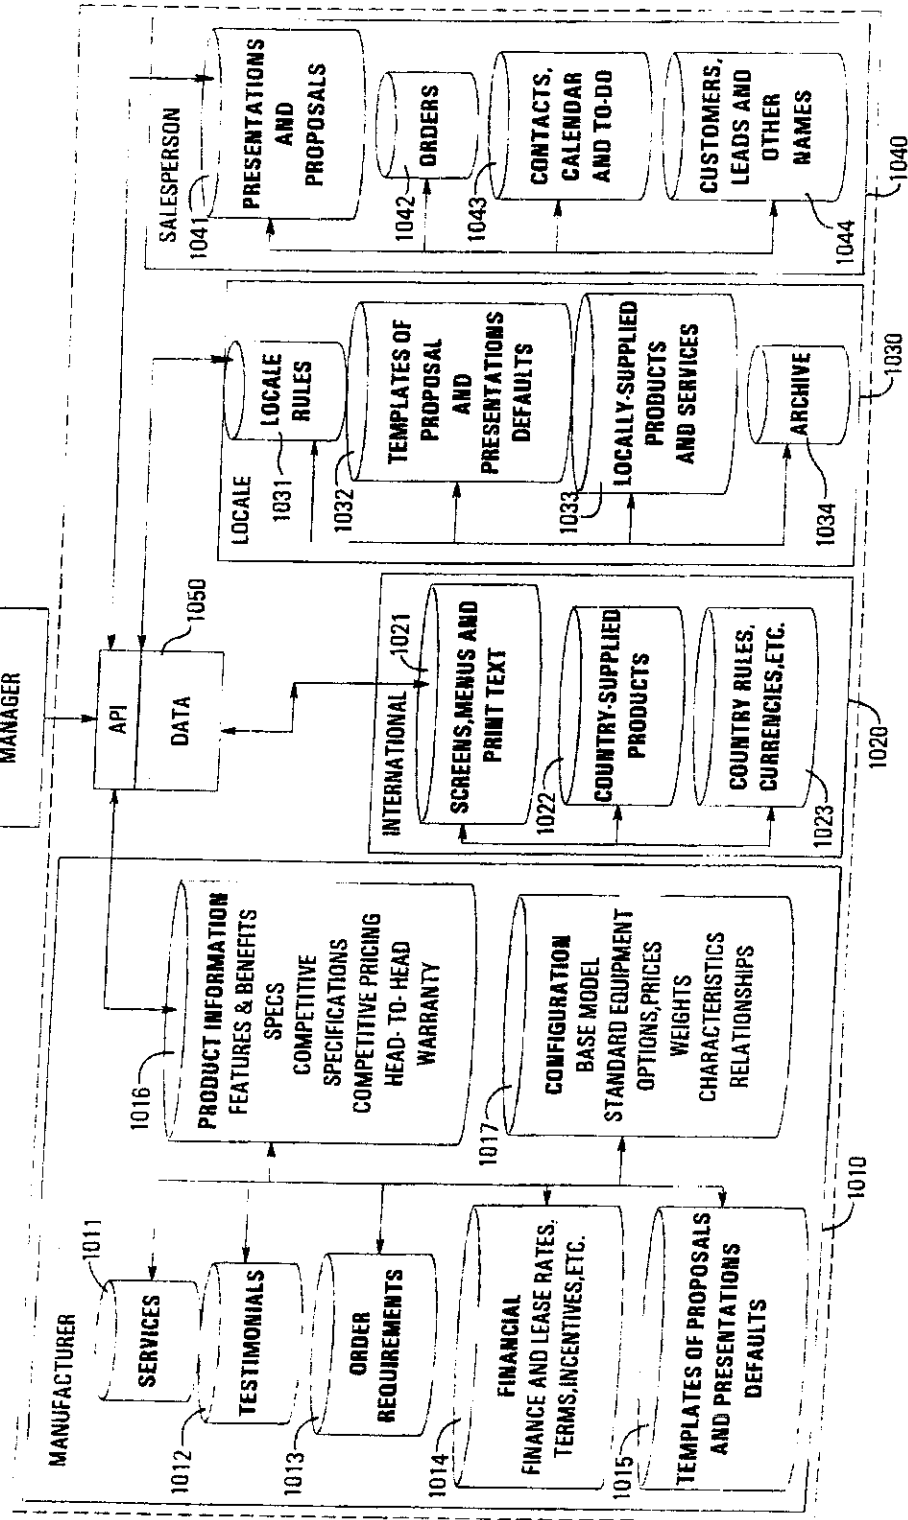 MANAGER
API
DATA
1050
MANUFACTURER
1011
SERVICES
1012
TESTIMONIALS
1013
ORDER
REQUIREMENTS
1014
FINANCIAL
FINANCE AND LEASE RATES,
TERMS,INCENTIVES,ETC.
1015
TEMPLATES OF PROPOSALS
AND PRESENTATIONS
DEFAULTS
1016
PRODUCT INFORMATION
FEATURES & BENEFITS
SPECS
COMPETITIVE
SPECIFICATIONS
COMPETITIVE PRICING
HEAD-TO-HEAD
WARRANTY
1017
CONFIGURATION
BASE MODEL
STANDARD EQUIPMENT
OPTIONS,PRICES
WEIGHTS
CHARACTERISTICS
RELATIONSHIPS
1010
INTERNATIONAL
1021
SCREENS,MENUS AND
PRINT TEXT
1022
COUNTRY-SUPPLIED
PRODUCTS
COUNTRY RULES,
CURRENCIES,ETC.
1023
1020
LOCALE
LOCALE
RULES
1031
1032
TEMPLATES OF
PROPOSAL
AND
PRESENTATIONS
DEFAULTS
1033
LOCALLY-SUPPLIED
PRODUCTS
AND SERVICES
ARCHIVE
1034
1030
SALESPERSON
1041
PRESENTATIONS
AND
PROPOSALS
1042
ORDERS
1043
CONTACTS,
CALENDAR
AND TO-DO
CUSTOMERS,
LEADS AND
OTHER
NAMES
1044
1040